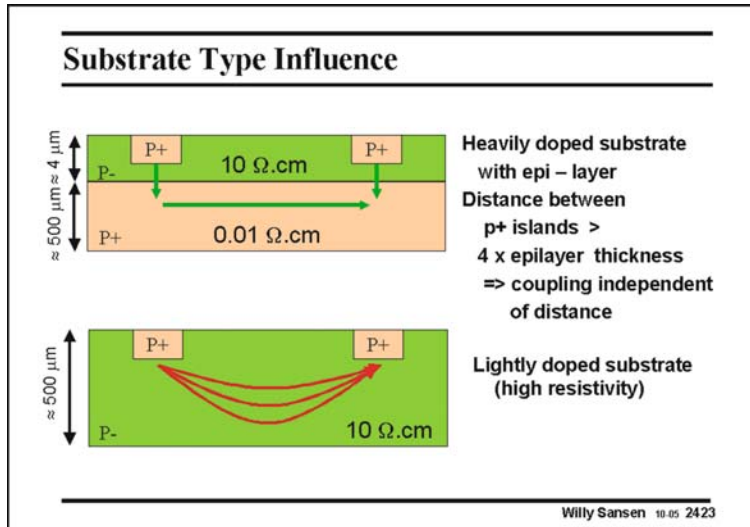 Substrate Type Influence
≈ 4 μm
P+
P+
P-
10 Ω.cm
≈ 500 μm
P+
0.01 Ω.cm
Heavily doped substrate
with epi – layer
Distance between
p+ islands >
4 x epilayer thickness
=> coupling independent
of distance
≈ 500 μm
P+
P+
P-
10 Ω.cm
Lightly doped substrate
(high resistivity)
Willy Sansen 10-05 2423